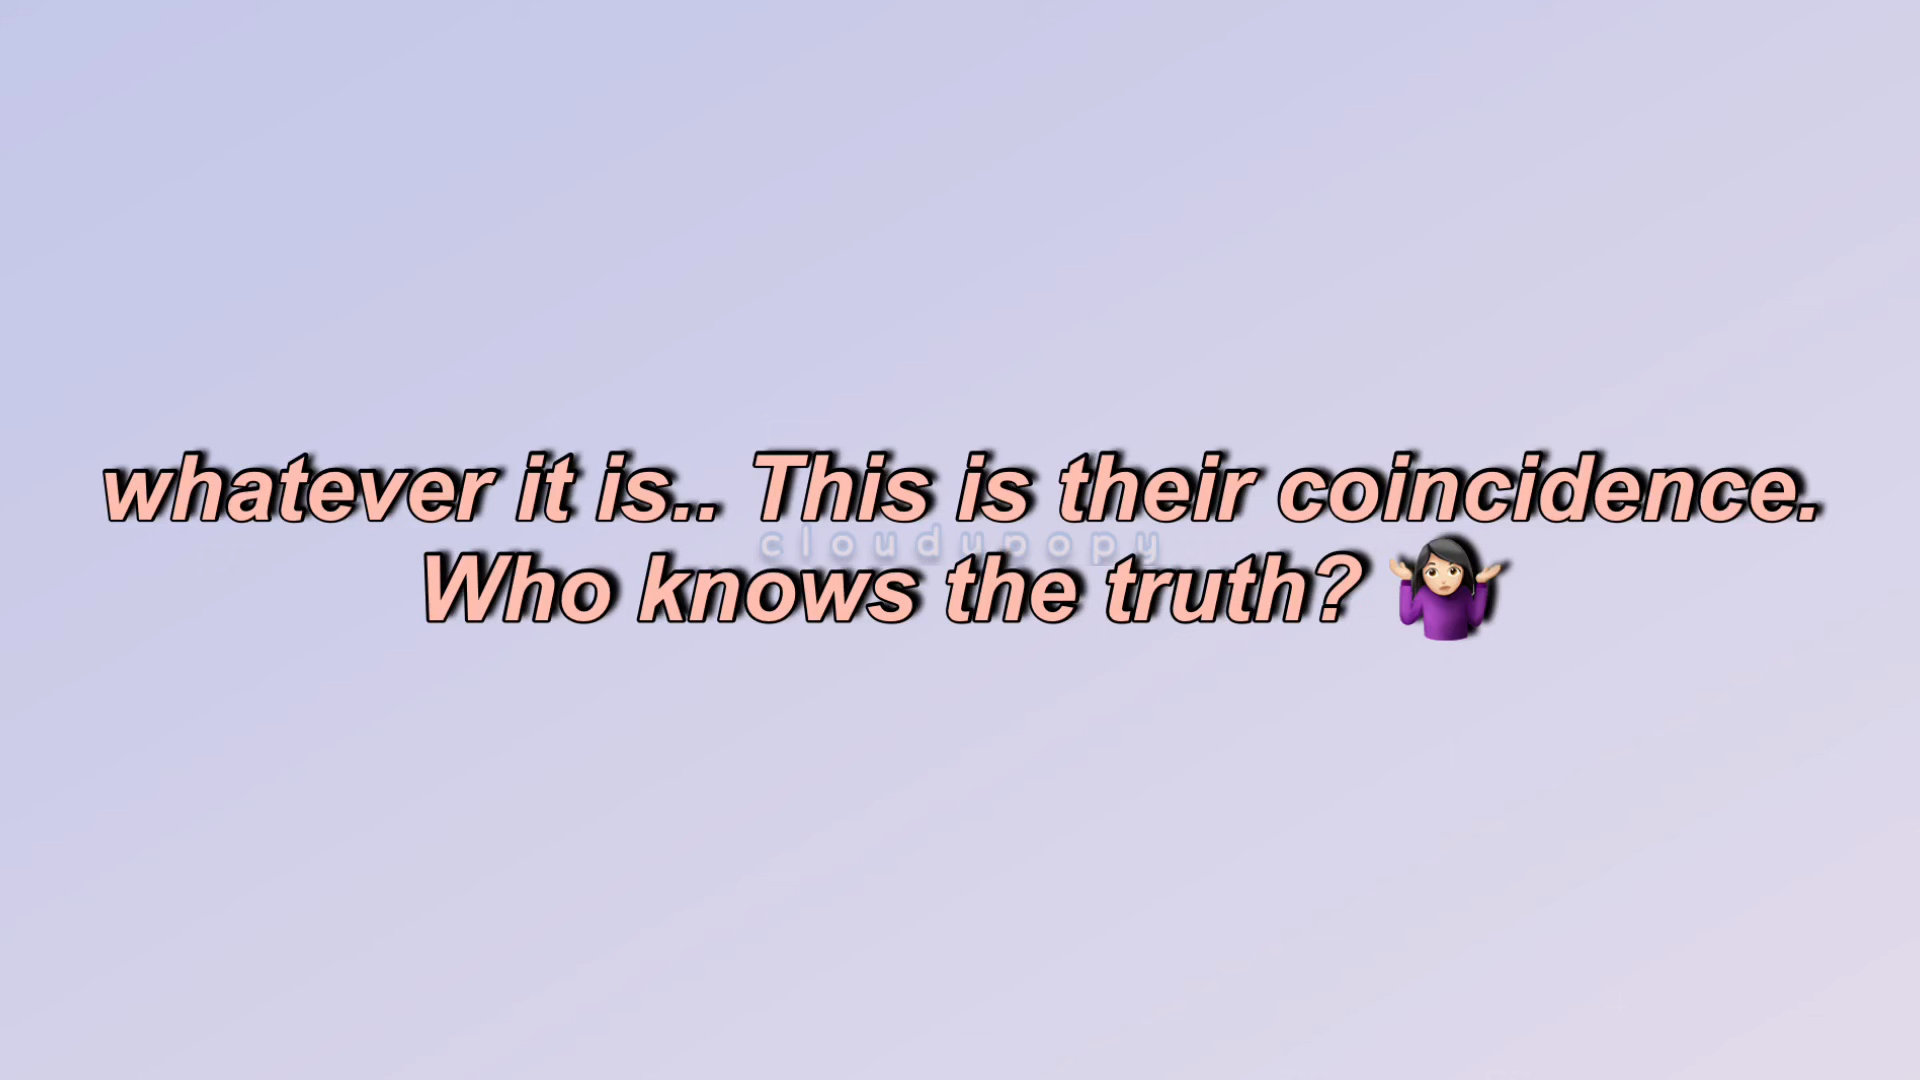 whatever it is.. This is their coincidence.
cloudupopy
Who knows the truth? 🤷🏻‍♀️